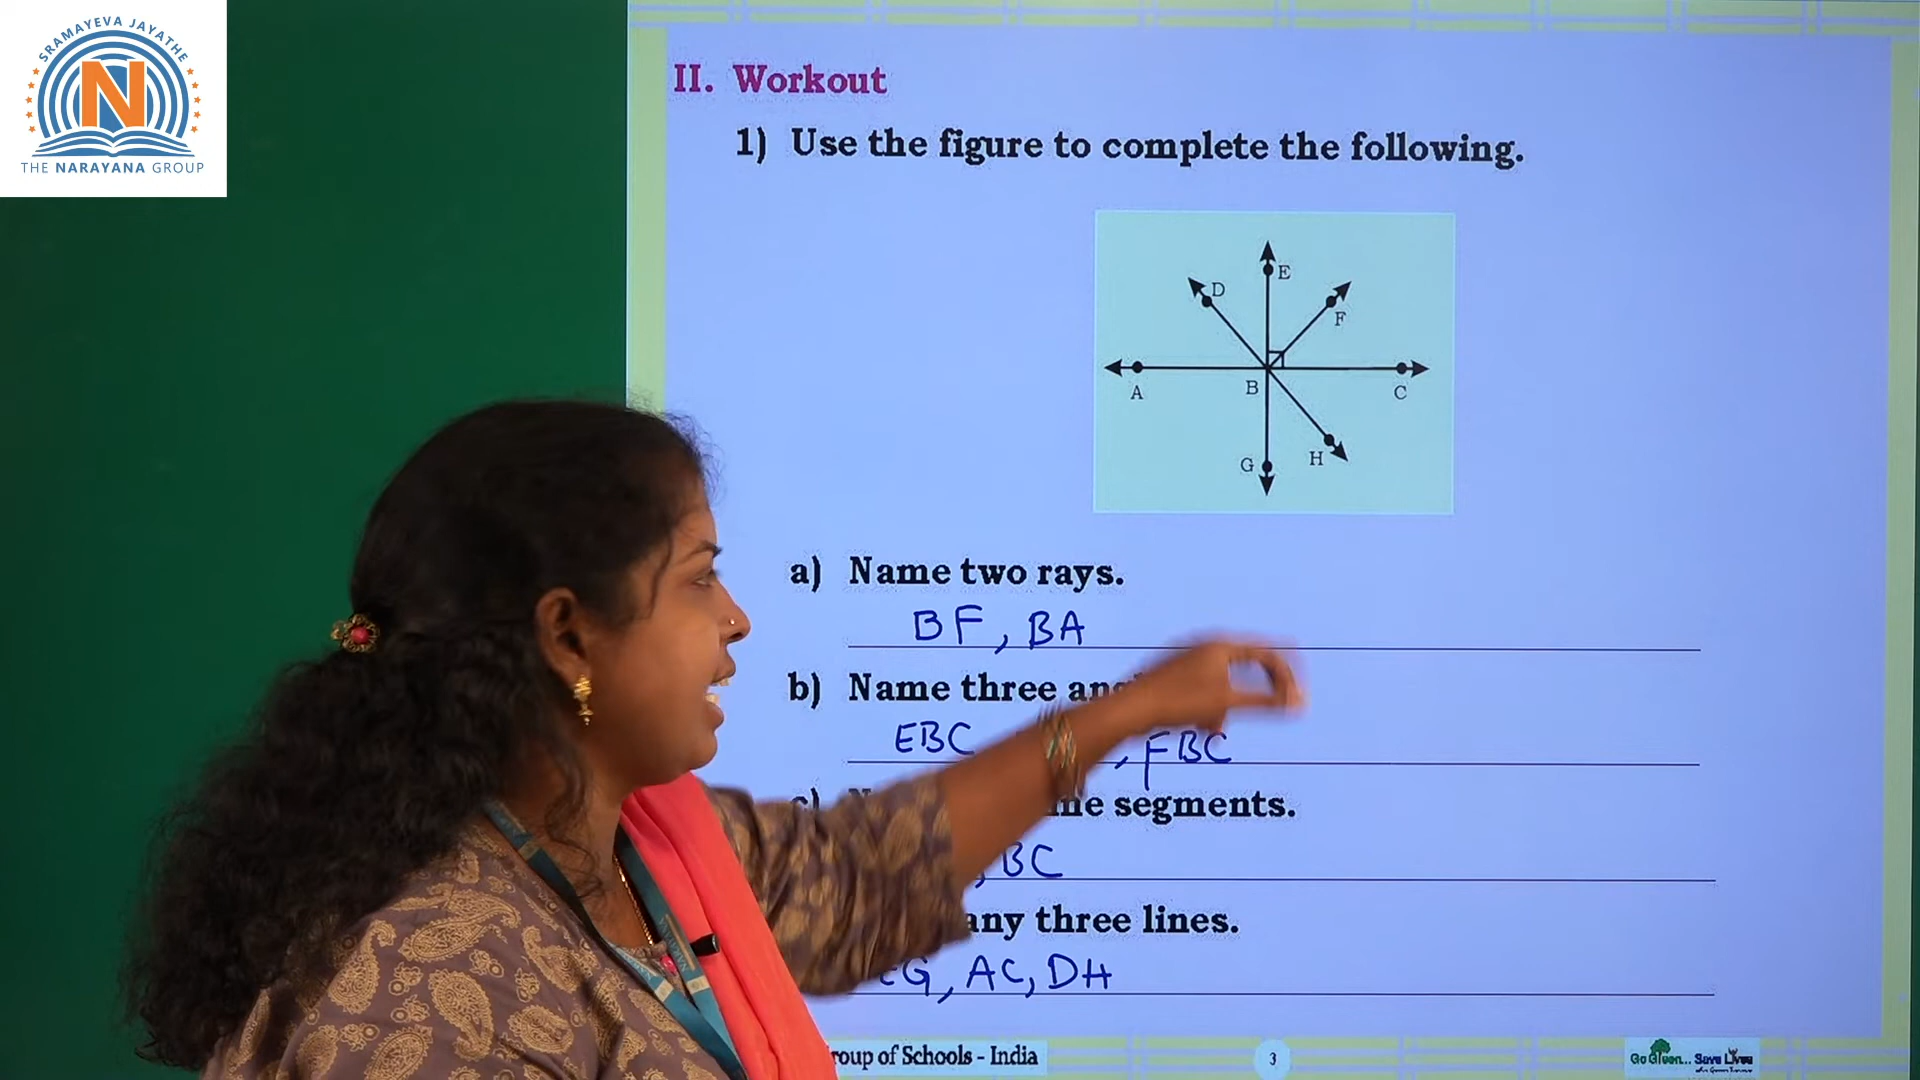 SRAMAYEVA JAYATHE
N
THE NARAYANA GROUP
II. Workout
1) Use the figure to complete the following.
E
D
F
A
B
C
G
H
a) Name two rays.
BF, BA
b) Name three
EBC , FBC
segments.
, BC
any three lines.
G, AC, DH
of Schools - India
3
Go Green... Save Lives